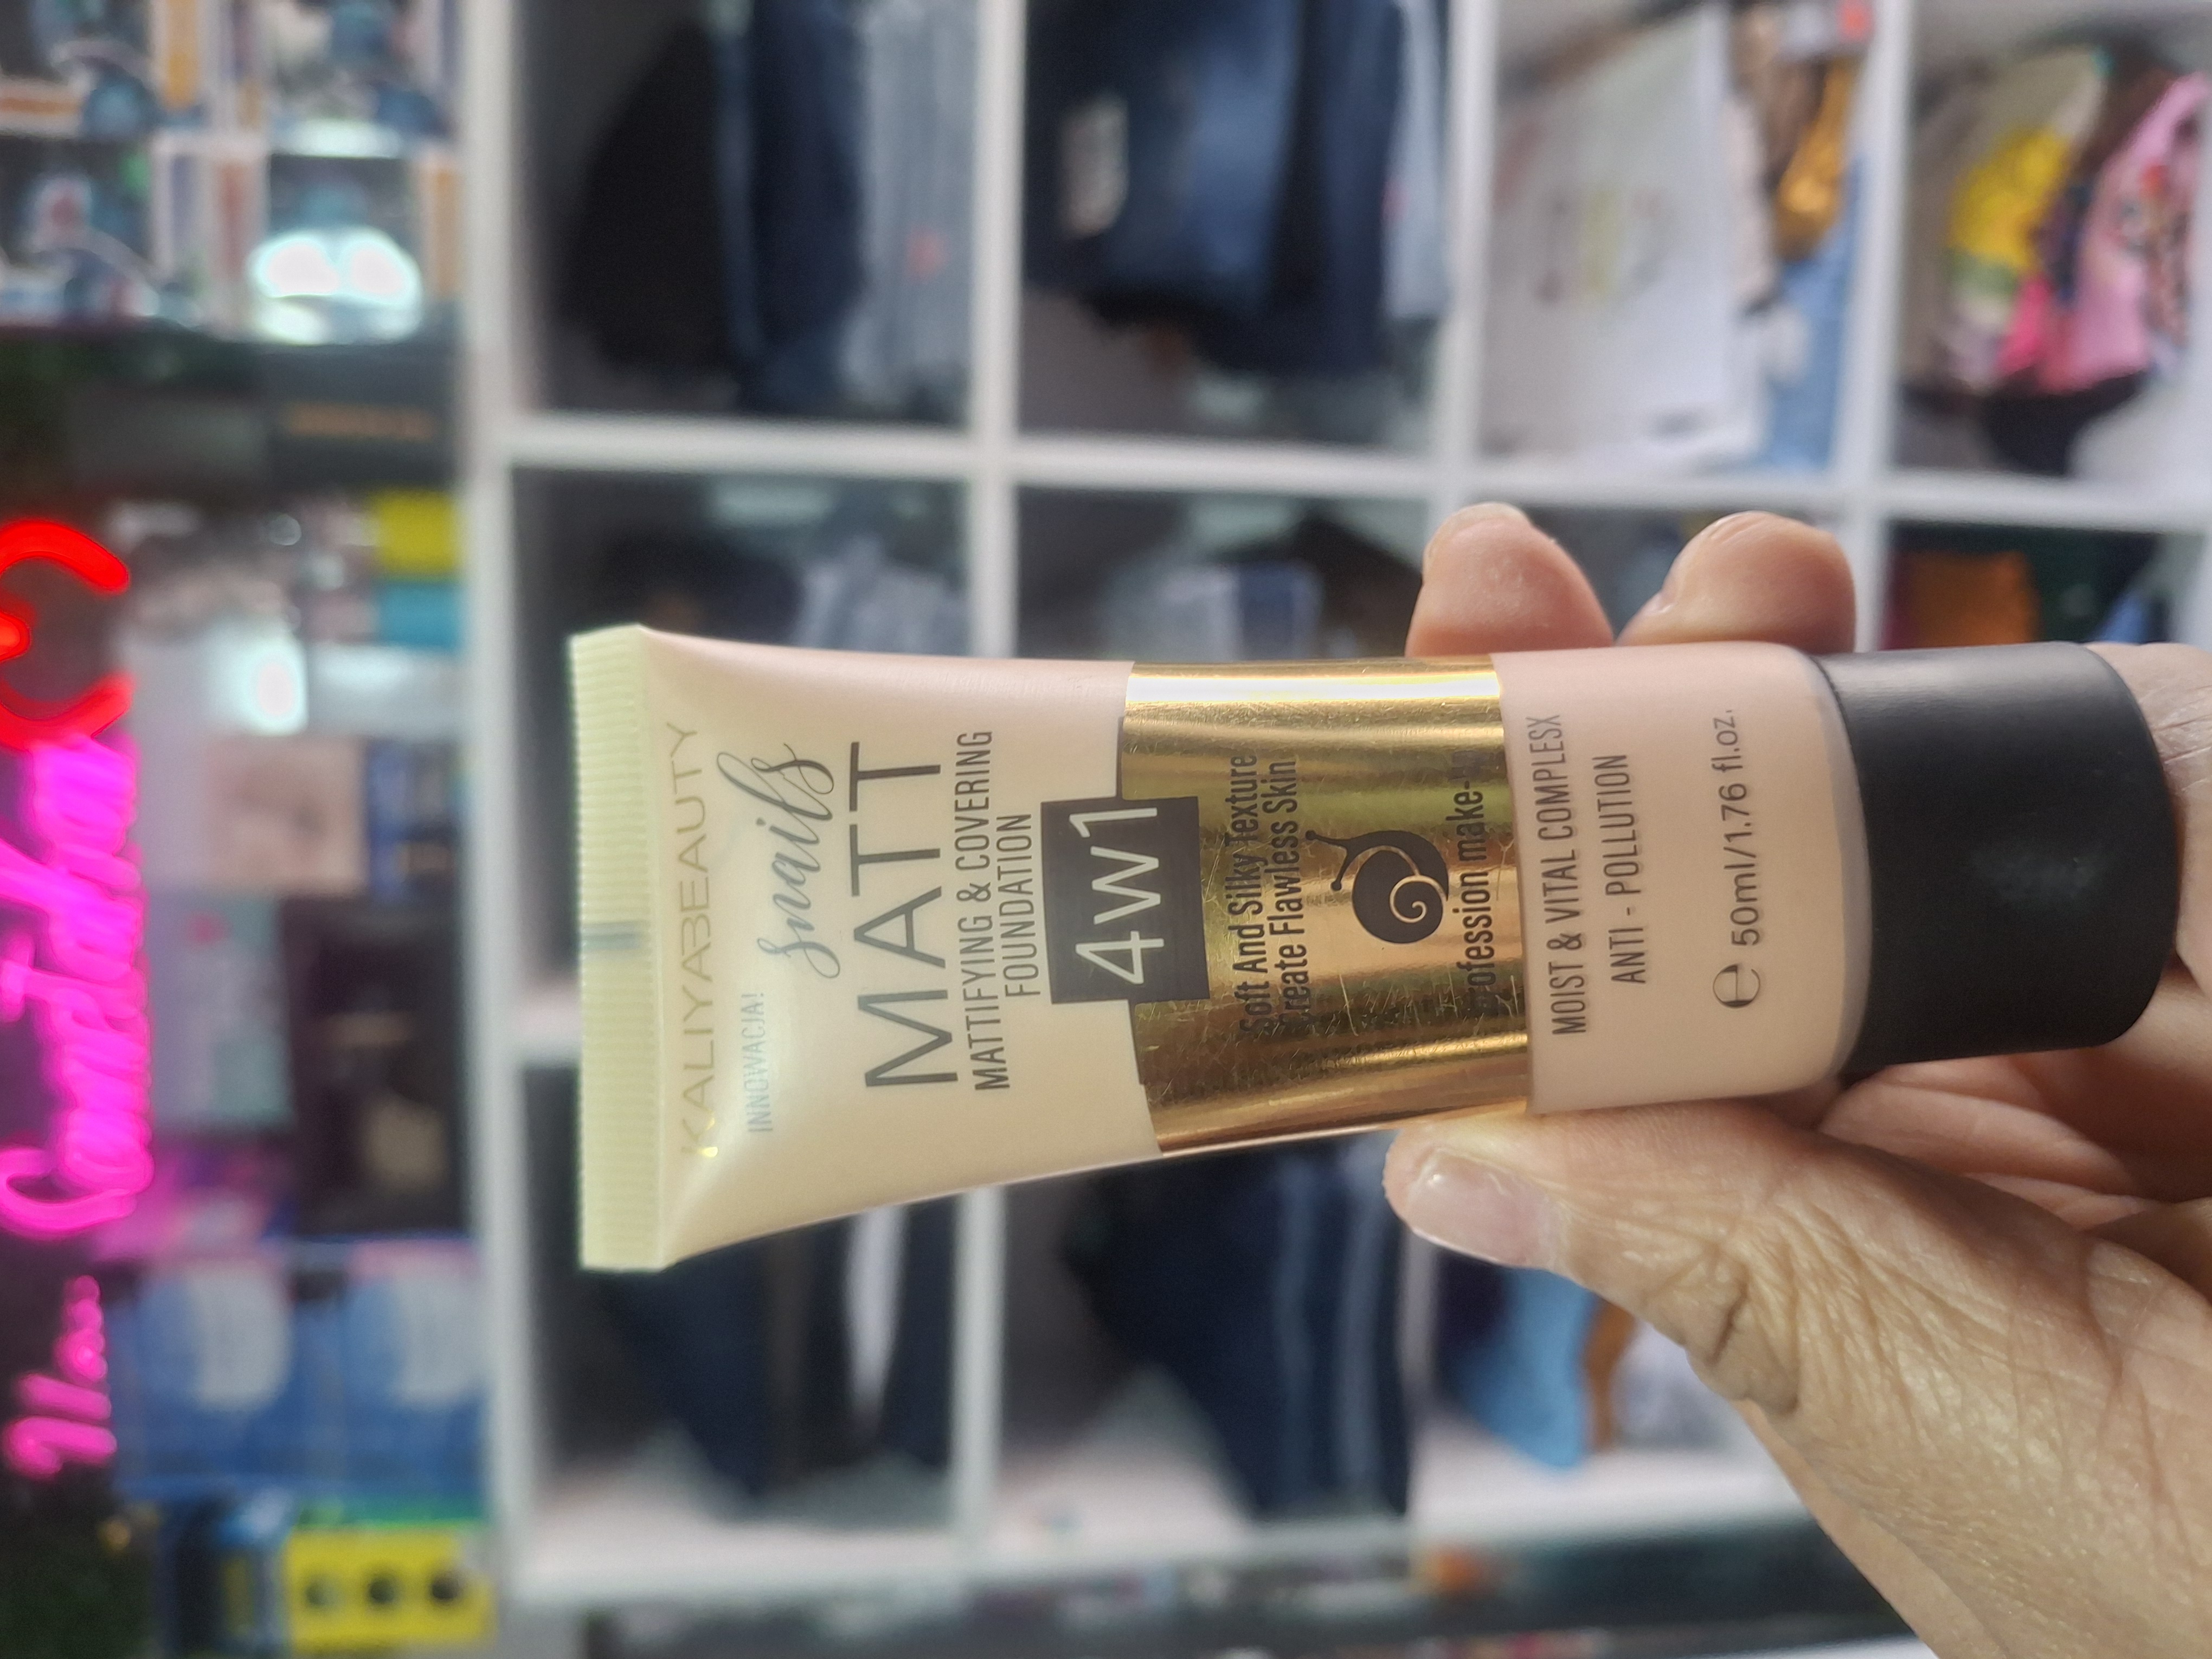 KALIYABEAUTY
INNOWACJA!
snails
MATT
MATTIFYING & COVERING
FOUNDATION
4w1
Soft And Silky Texture
Create Flawless Skin
MOIST & VITAL COMPLESX
ANTI - POLLUTION
e 50ml/1.76 fl.oz.